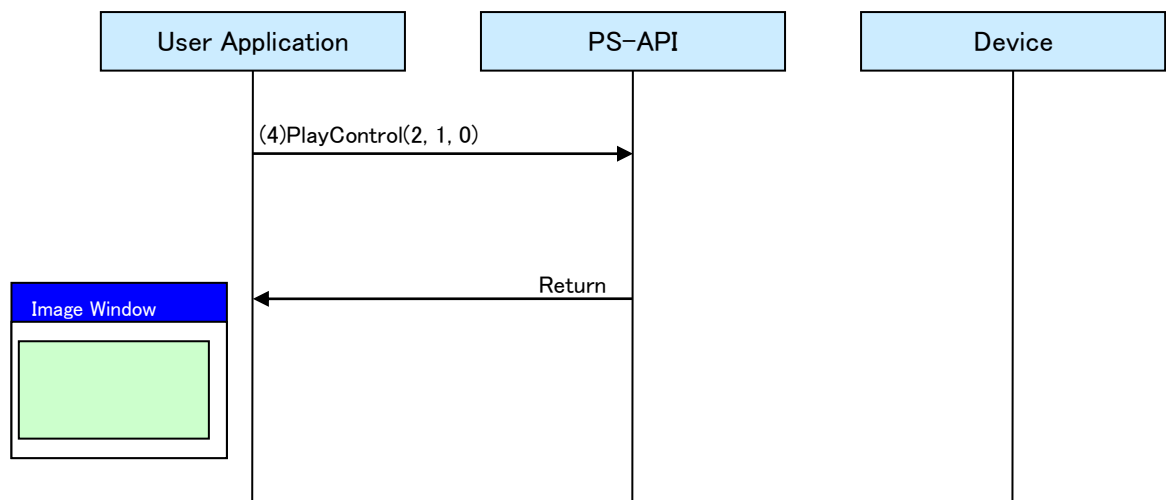 User Application
PS-API
Device
(4)PlayControl(2, 1, 0)
Return
Image Window